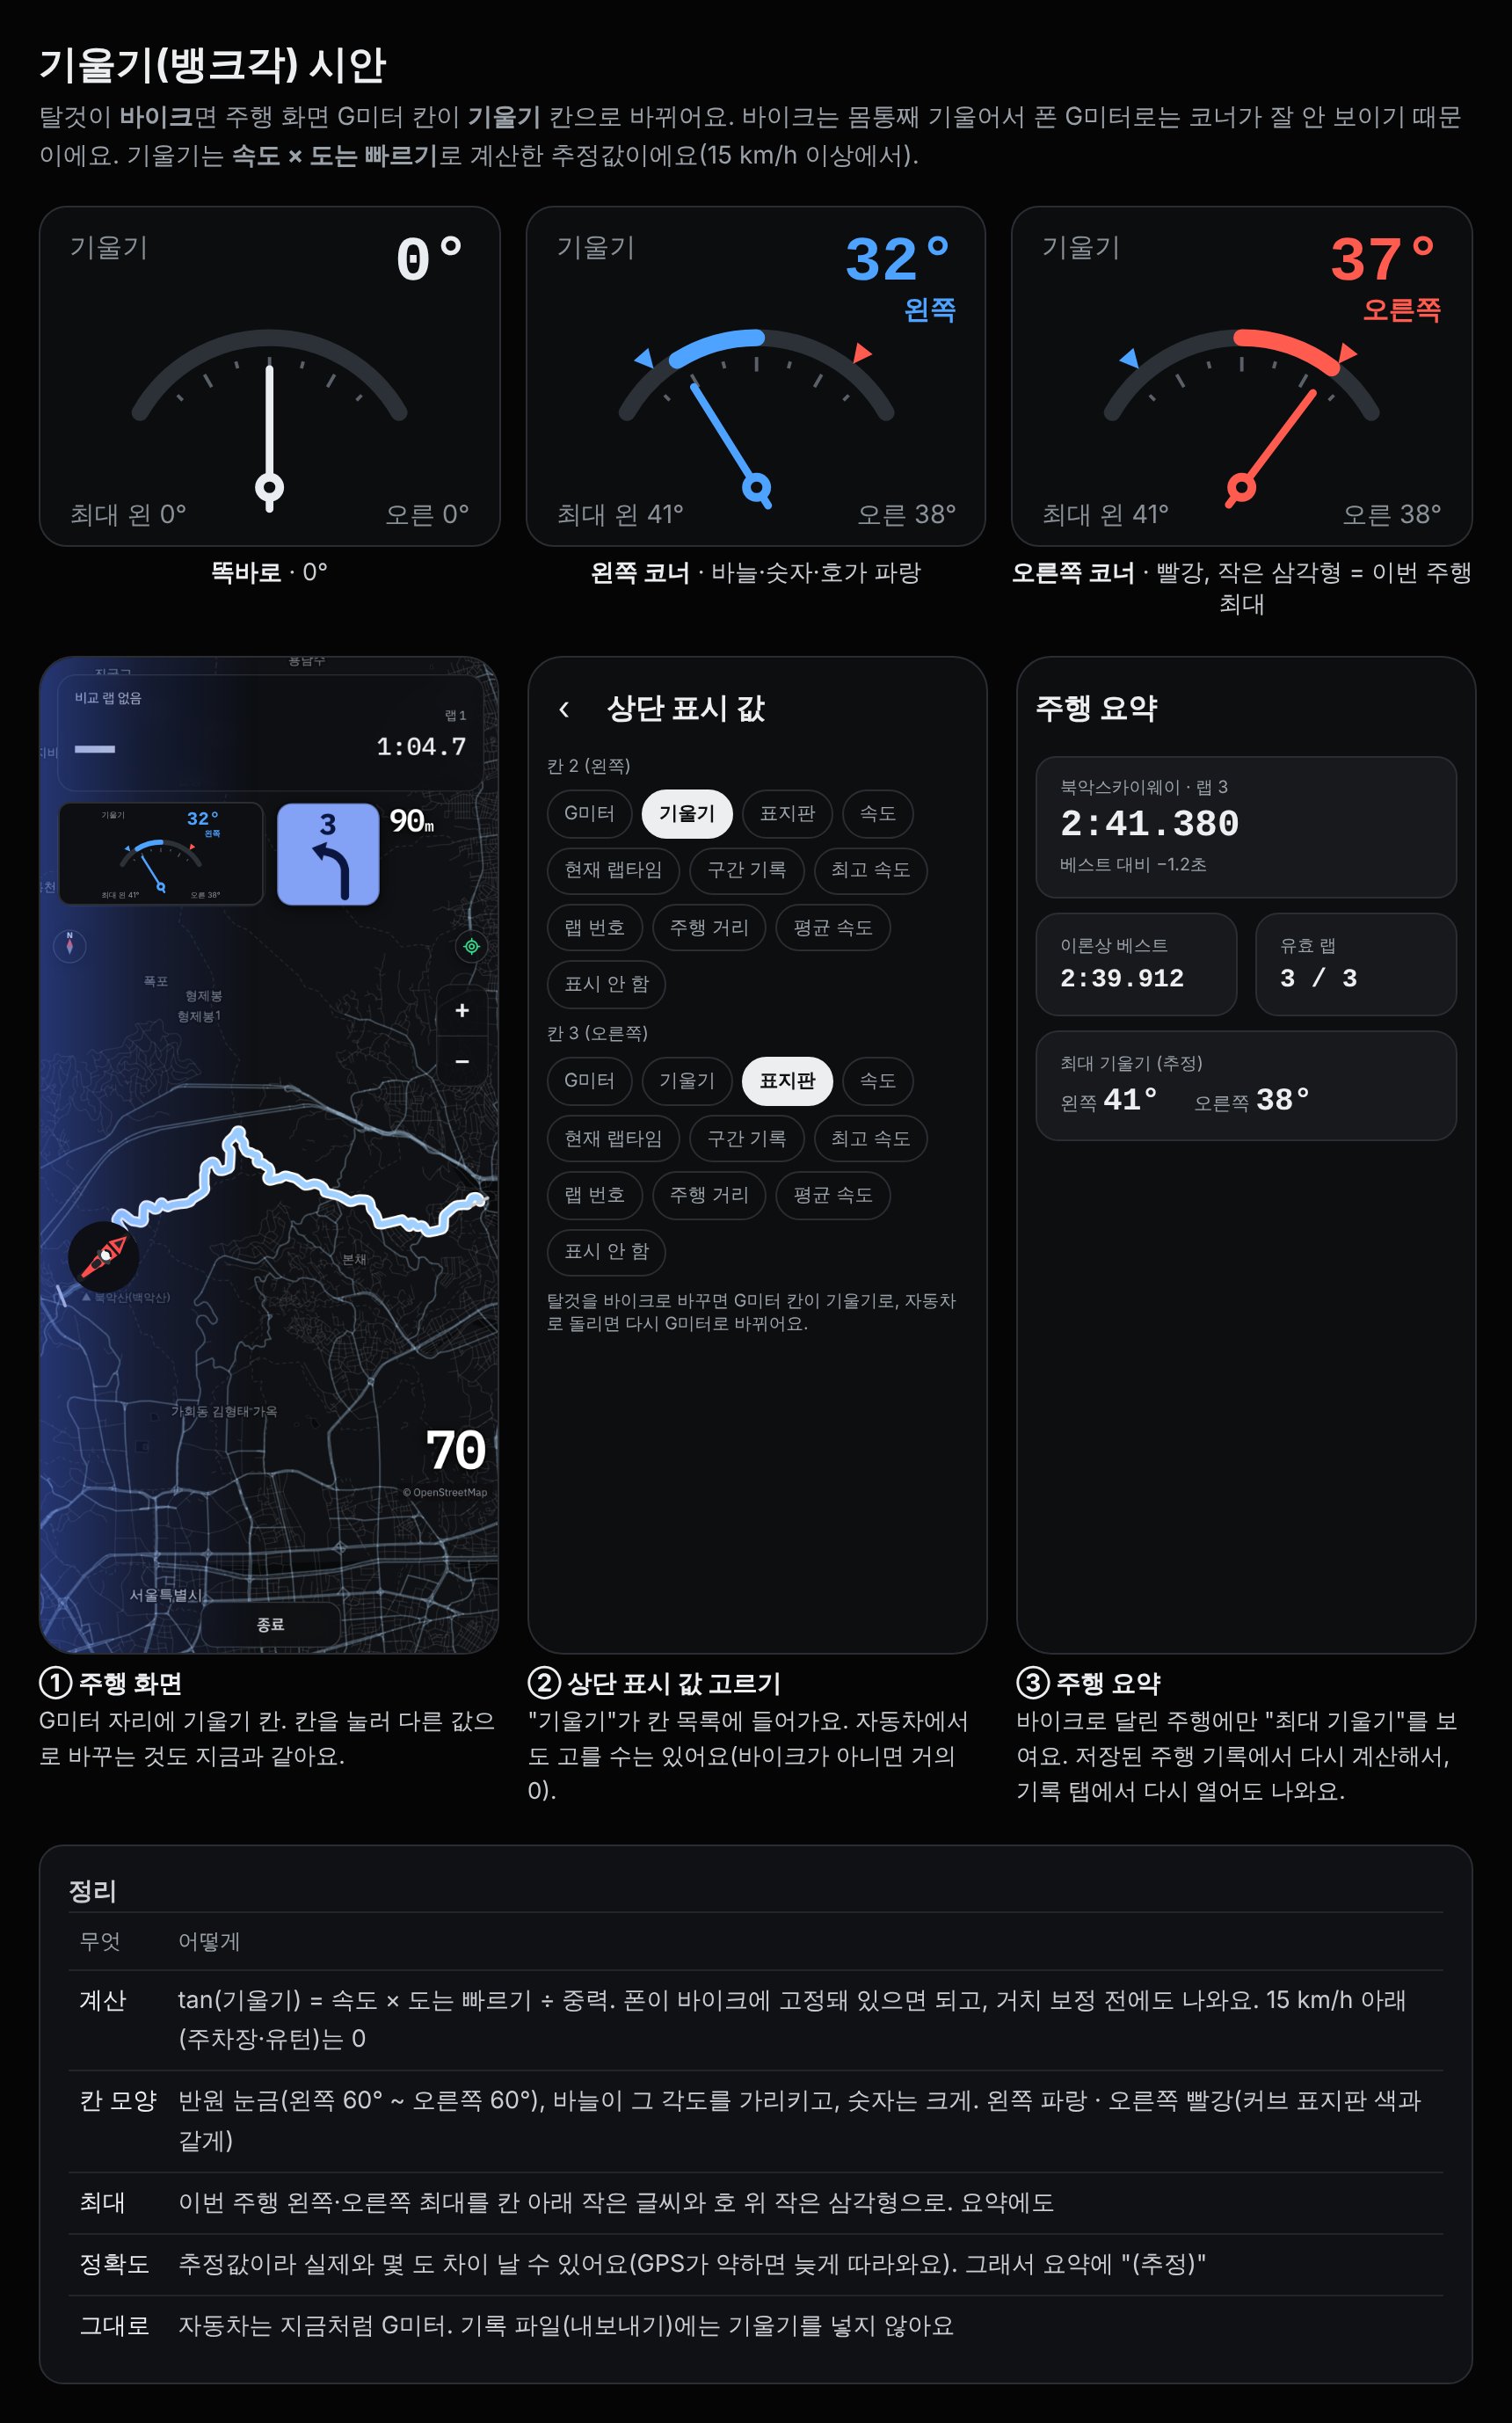 기울기(뱅크각) 시안
탈것이 바이크면 주행 화면 G미터 칸이 기울기 칸으로 바뀌어요. 바이크는 몸통째 기울어서 폰 G미터로는 코너가 잘 안 보이기 때문
이에요. 기울기는 속도 × 도는 빠르기로 계산한 추정값이에요(15 km/h 이상에서).
기울기
0°
최대 왼 0°
오른 0°
똑바로 · 0°
기울기
32°
왼쪽
최대 왼 41°
오른 38°
왼쪽 코너 · 바늘·숫자·호가 파랑
기울기
37°
오른쪽
최대 왼 41°
오른 38°
오른쪽 코너 · 빨강, 작은 삼각형 = 이번 주행
최대
비교 랩 없음
랩 1
1:04.7
기울기
32°
왼쪽
최대 왼 41°
오른 38°
3
90m
N
폭포
형제봉
형제봉1
+
−
본채
북악산(백악산)
가회동 김형태 가옥
70
© OpenStreetMap
서울특별시
종료
① 주행 화면
G미터 자리에 기울기 칸. 칸을 눌러 다른 값으
로 바꾸는 것도 지금과 같아요.
‹ 상단 표시 값
칸 2 (왼쪽)
G미터 기울기 표지판 속도
현재 랩타임 구간 기록 최고 속도
랩 번호 주행 거리 평균 속도
표시 안 함
칸 3 (오른쪽)
G미터 기울기 표지판 속도
현재 랩타임 구간 기록 최고 속도
랩 번호 주행 거리 평균 속도
표시 안 함
탈것을 바이크로 바꾸면 G미터 칸이 기울기로, 자동차
로 돌리면 다시 G미터로 바뀌어요.
② 상단 표시 값 고르기
"기울기"가 칸 목록에 들어가요. 자동차에서
도 고를 수는 있어요(바이크가 아니면 거의
0).
주행 요약
북악스카이웨이 · 랩 3
2:41.380
베스트 대비 −1.2초
이론상 베스트
2:39.912
유효 랩
3 / 3
최대 기울기 (추정)
왼쪽 41° 오른쪽 38°
③ 주행 요약
바이크로 달린 주행에만 "최대 기울기"를 보
여요. 저장된 주행 기록에서 다시 계산해서,
기록 탭에서 다시 열어도 나와요.
정리
무엇 어떻게
계산 tan(기울기) = 속도 × 도는 빠르기 ÷ 중력. 폰이 바이크에 고정돼 있으면 되고, 거치 보정 전에도 나와요. 15 km/h 아래
(주차장·유턴)는 0
칸 모양 반원 눈금(왼쪽 60° ~ 오른쪽 60°), 바늘이 그 각도를 가리키고, 숫자는 크게. 왼쪽 파랑 · 오른쪽 빨강(커브 표지판 색과
같게)
최대 이번 주행 왼쪽·오른쪽 최대를 칸 아래 작은 글씨와 호 위 작은 삼각형으로. 요약에도
정확도 추정값이라 실제와 몇 도 차이 날 수 있어요(GPS가 약하면 늦게 따라와요). 그래서 요약에 "(추정)"
그대로 자동차는 지금처럼 G미터. 기록 파일(내보내기)에는 기울기를 넣지 않아요